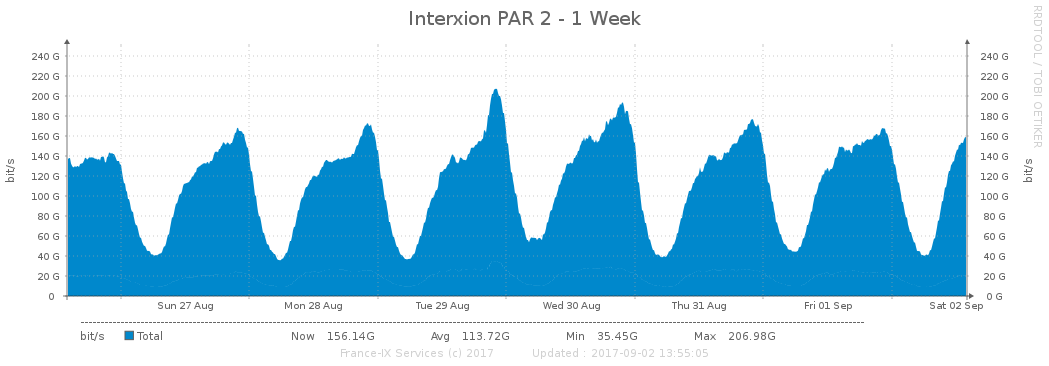 Interxion PAR 2 - 1 Week
RRDTOOL / TOBI OETIKER
240 G 240 G
220 G 220 G
200 G 200 G
180 G 180 G
160 G 160 G
140 G 140 G
120 G 120 G
100 G 100 G
80 G 80 G
60 G 60 G
40 G 40 G
20 G 20 G
0 0 G
bit/s
bit/s
Sun 27 Aug Mon 28 Aug Tue 29 Aug Wed 30 Aug Thu 31 Aug Fri 01 Sep Sat 02 Sep
bit/s Total Now 156.14G Avg 113.72G Min 35.45G Max 206.98G
France-IX Services (c) 2017 Updated : 2017-09-02 13:55:05